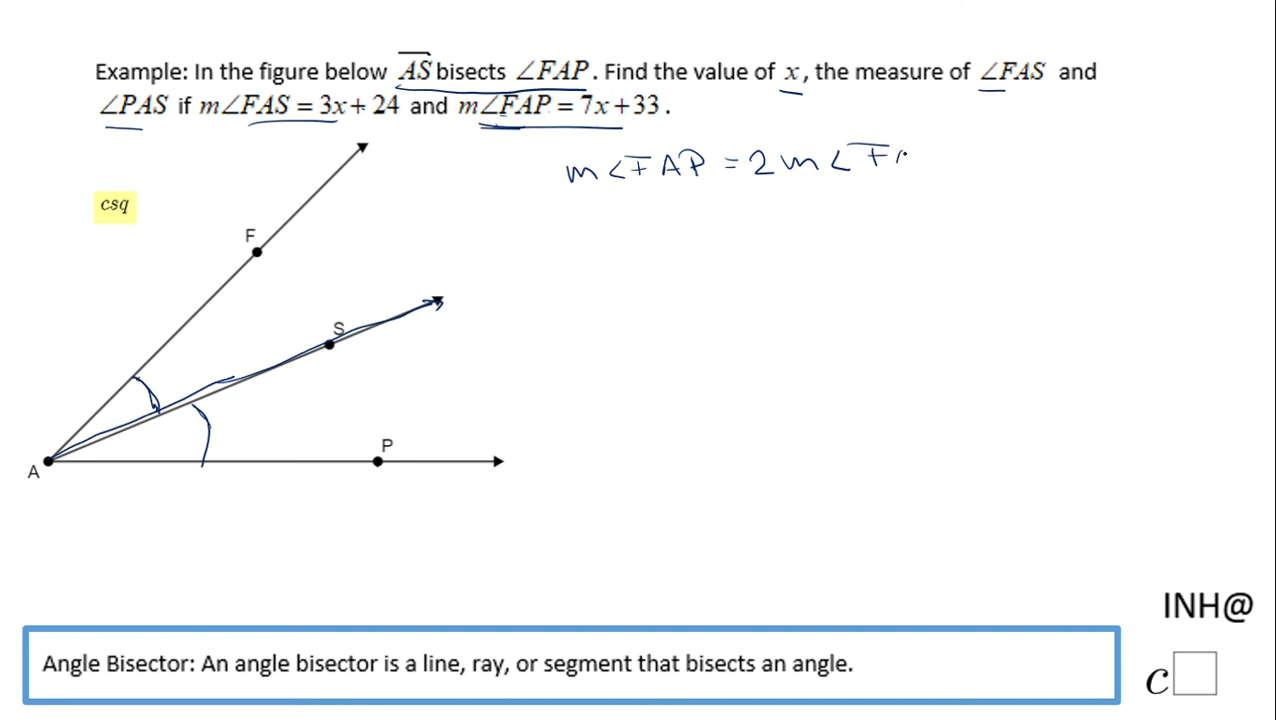 Example: In the figure below AS bisects ∠FAP. Find the value of x, the measure of ∠FAS and
∠PAS if m∠FAS = 3x + 24 and m∠FAP = 7x + 33.
m∠FAP = 2m∠F
csq
F
S
P
A
INH@
Angle Bisector: An angle bisector is a line, ray, or segment that bisects an angle.
c